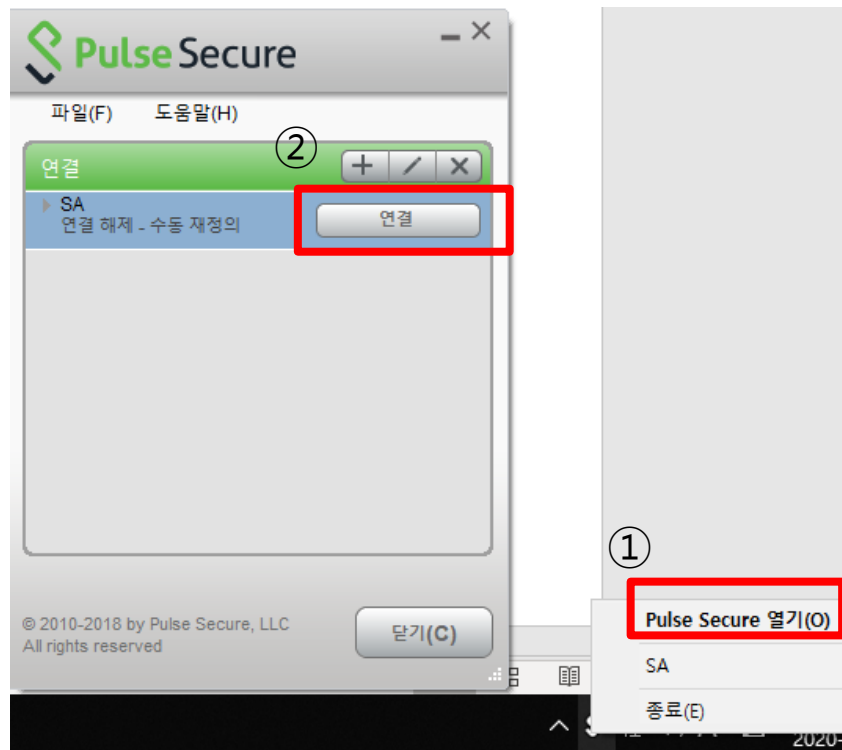 Pulse Secure
파일(F) 도움말(H)
②
연결
SA
연결 해제 - 수동 재정의
연결
© 2010-2018 by Pulse Secure, LLC
All rights reserved
닫기(C)
①
Pulse Secure 열기(O)
SA
종료(E)
2020-